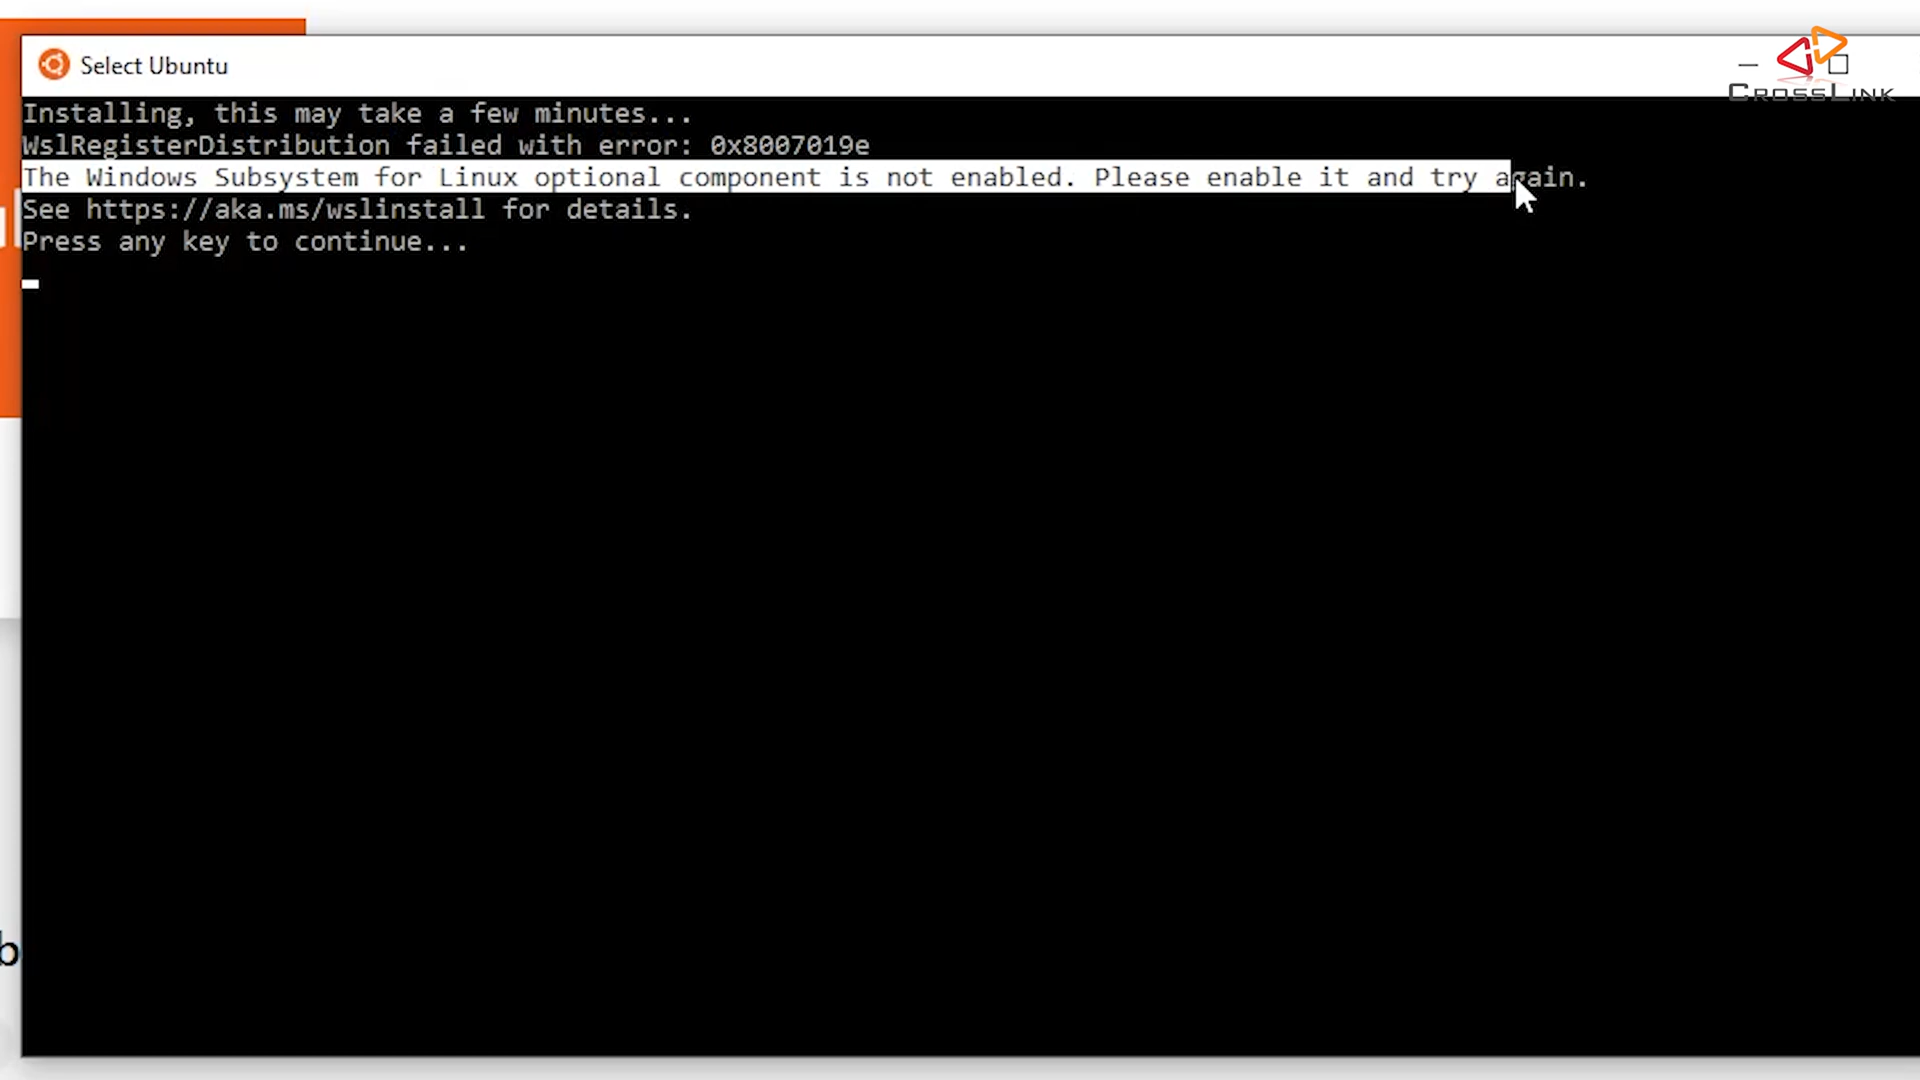 Select Ubuntu
CROSSLINK
Installing, this may take a few minutes...
WslRegisterDistribution failed with error: 0x8007019e
The Windows Subsystem for Linux optional component is not enabled. Please enable it and try again.
See https://aka.ms/wslinstall for details.
Press any key to continue...
b